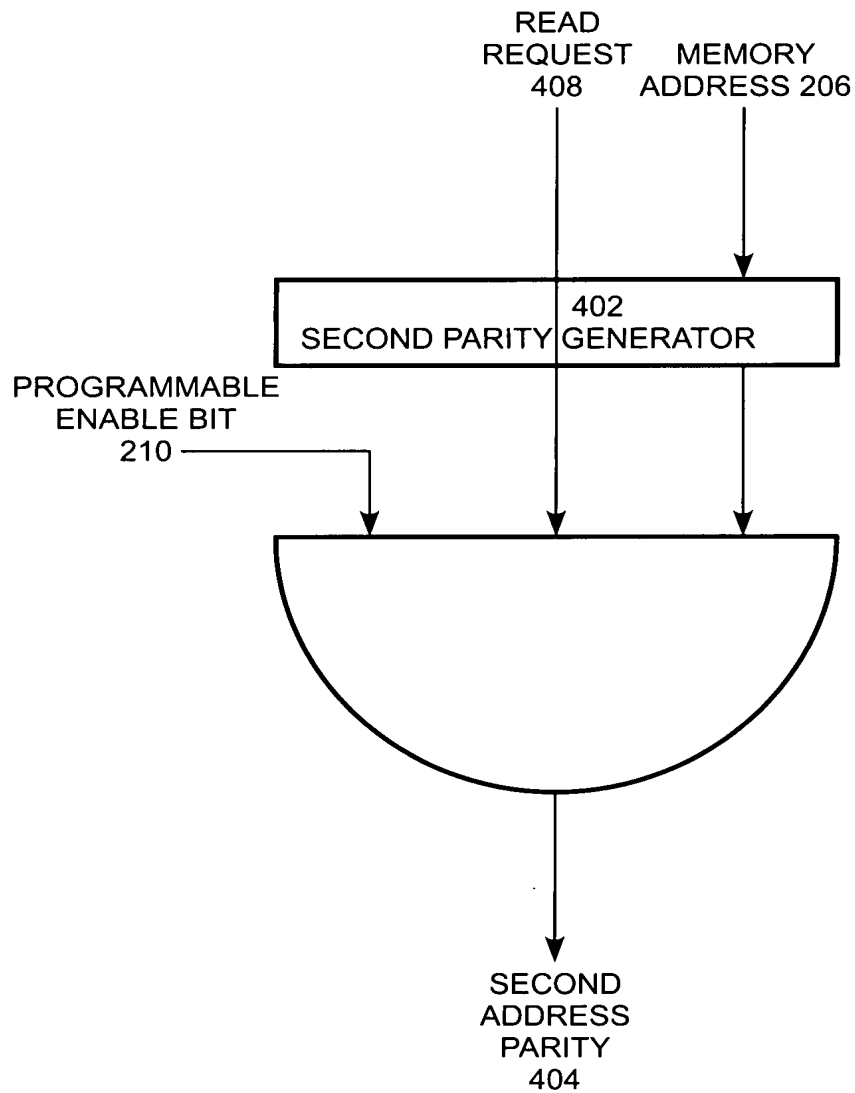 READ
REQUEST
408
MEMORY
ADDRESS 206
402
SECOND PARITY GENERATOR
PROGRAMMABLE
ENABLE BIT
210
SECOND
ADDRESS
PARITY
404